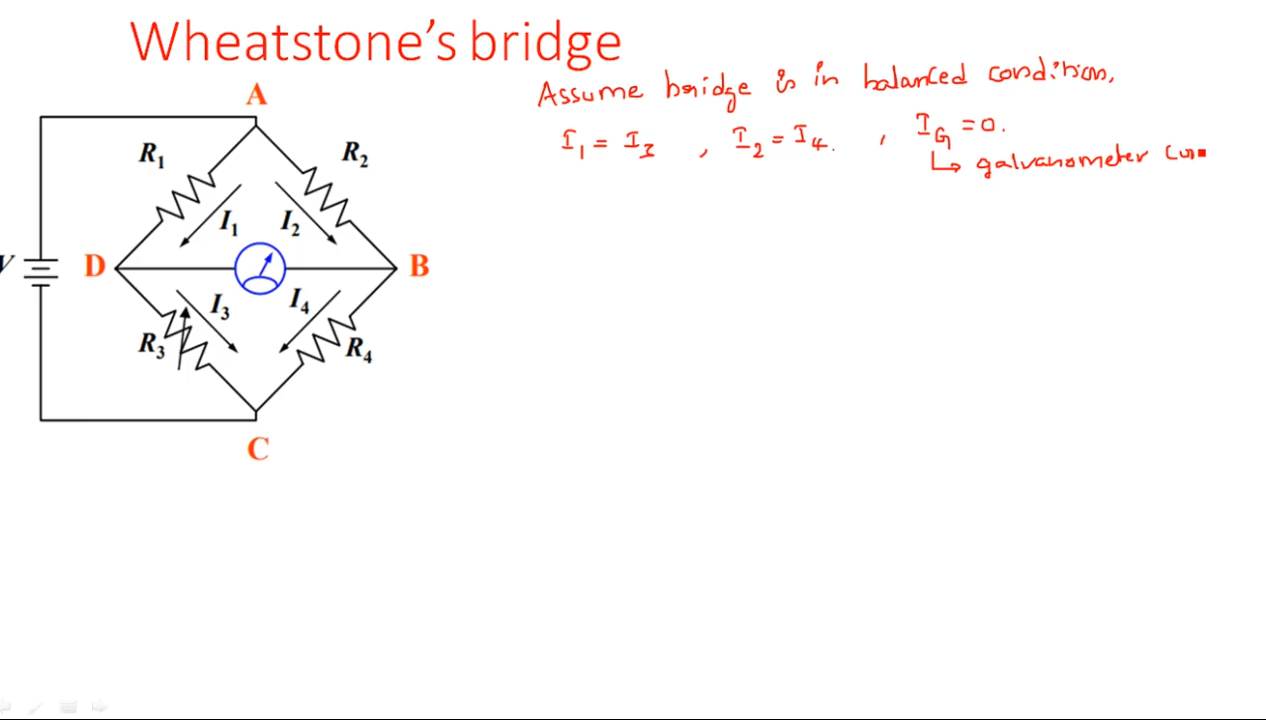 Wheatstone's bridge
Assume bridge is in balanced condition,
I₁ = I₃ , I₂ = I₄. , I_G = 0.
↳ galvanometer
A
R₁
R₂
I₁ I₂
V D B
I₃ I₄
R₃ R₄
C